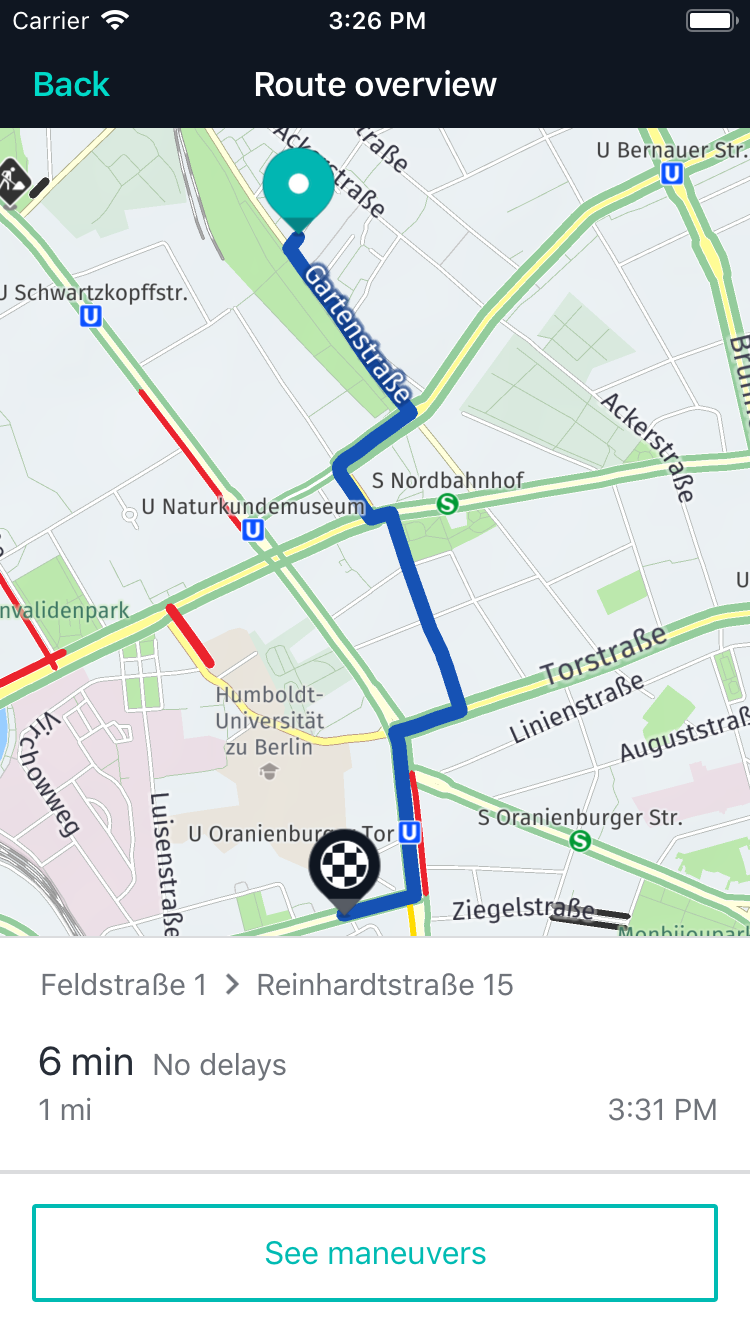 Carrier 3:26 PM
Back Route overview
Ackerstraße
traße
U Bernauer Str.
U
U Schwartzkopffstr.
U
Gartenstraße
Ackerstraße
S Nordbahnhof
S
U Naturkundemuseum
U
U
nvalidenpark
Torstraße
Humboldt-
Universität
zu Berlin
Linienstraße
Auguststraß
Virchowweg
Luisenstraße
S Oranienburger Str.
S
U Oranienburger Tor
U
Ziegelstraße
Monbijoupark
Feldstraße 1 > Reinhardtstraße 15
6 min No delays
1 mi 3:31 PM
See maneuvers